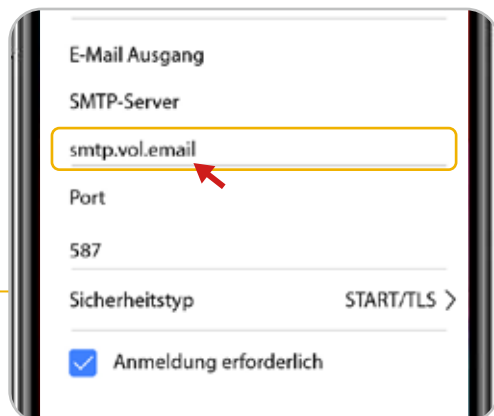 E-Mail Ausgang
SMTP-Server
smtp.vol.email
Port
587
Sicherheitstyp START/TLS >
Anmeldung erforderlich